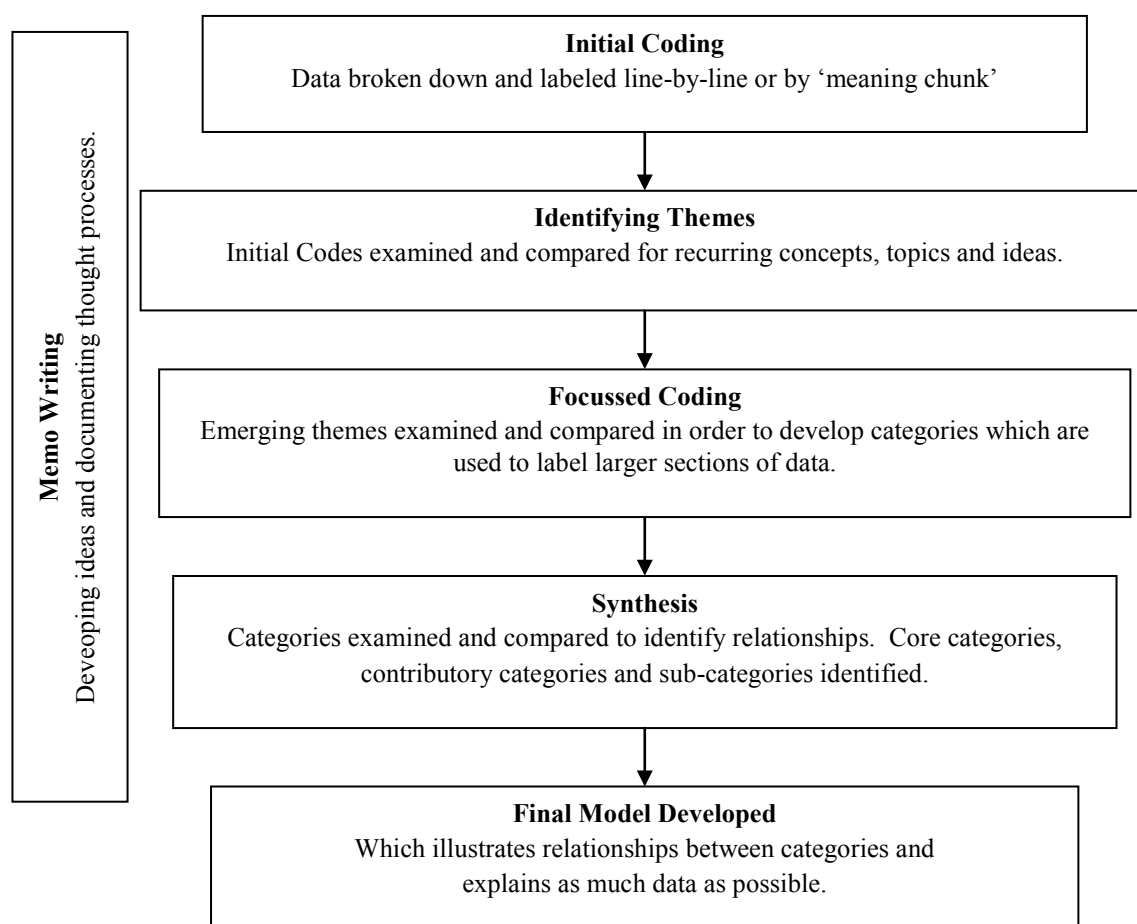 Memo Writing
Deveoping ideas and documenting thought processes.
Initial Coding
Data broken down and labeled line-by-line or by ‘meaning chunk’
Identifying Themes
Initial Codes examined and compared for recurring concepts, topics and ideas.
Focussed Coding
Emerging themes examined and compared in order to develop categories which are
used to label larger sections of data.
Synthesis
Categories examined and compared to identify relationships.  Core categories,
contributory categories and sub-categories identified.
Final Model Developed
Which illustrates relationships between categories and
explains as much data as possible.